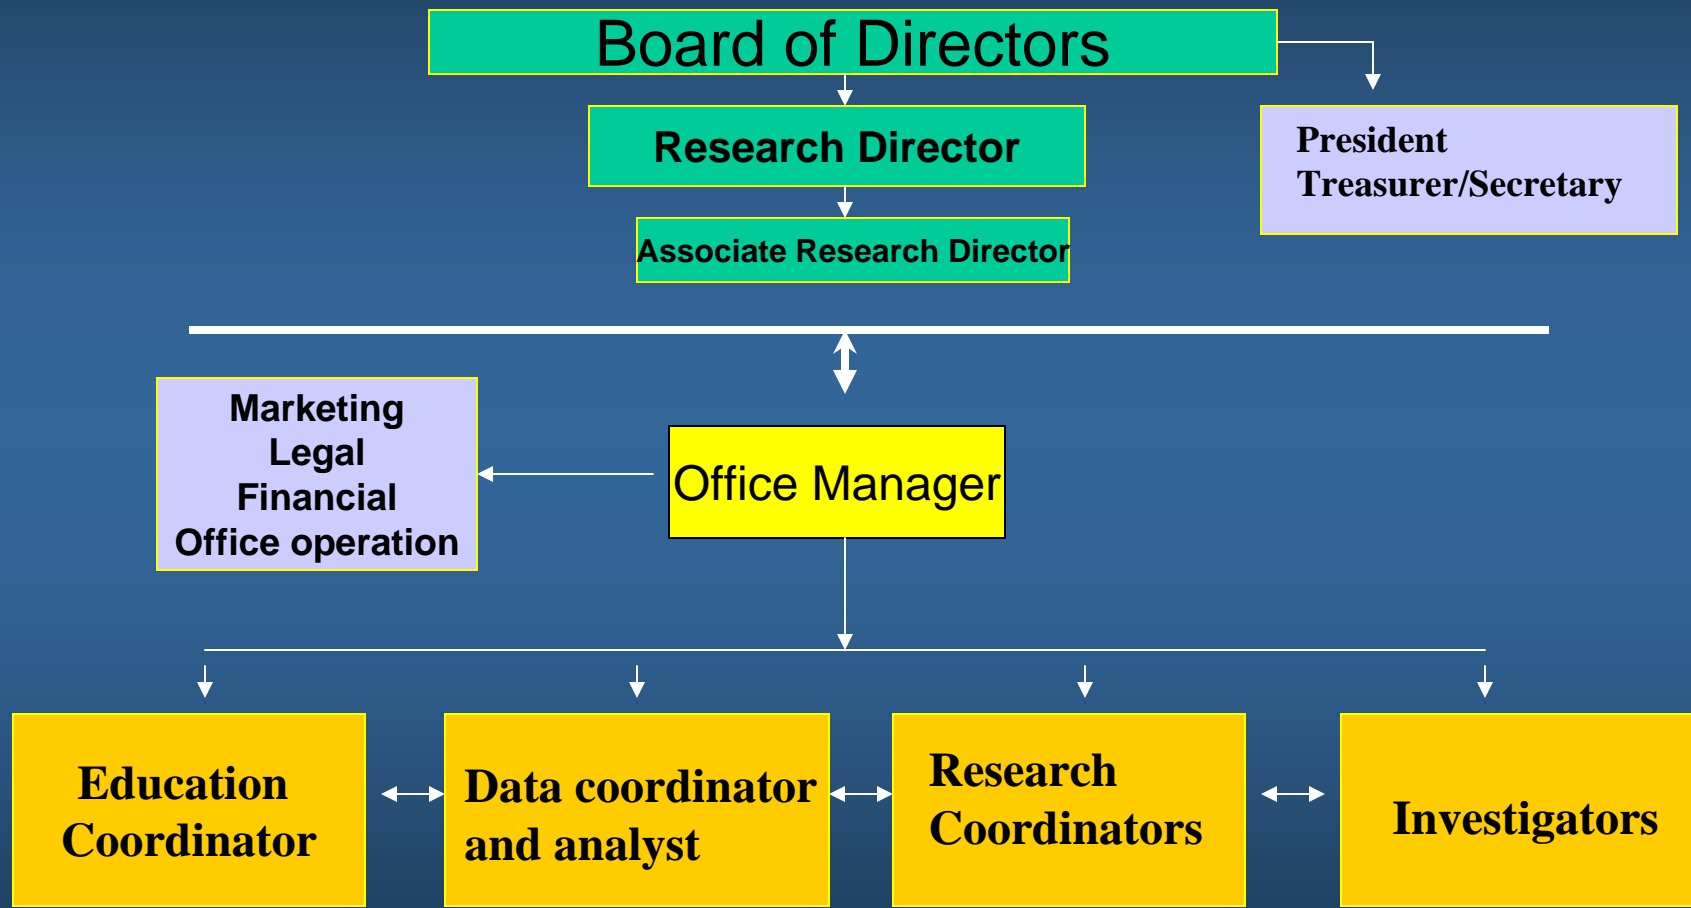 Board of Directors
Research Director
President
Treasurer/Secretary
Associate Research Director
Marketing
Legal
Financial
Office operation
Office Manager
Education
Coordinator
Data coordinator
and analyst
Research
Coordinators
Investigators